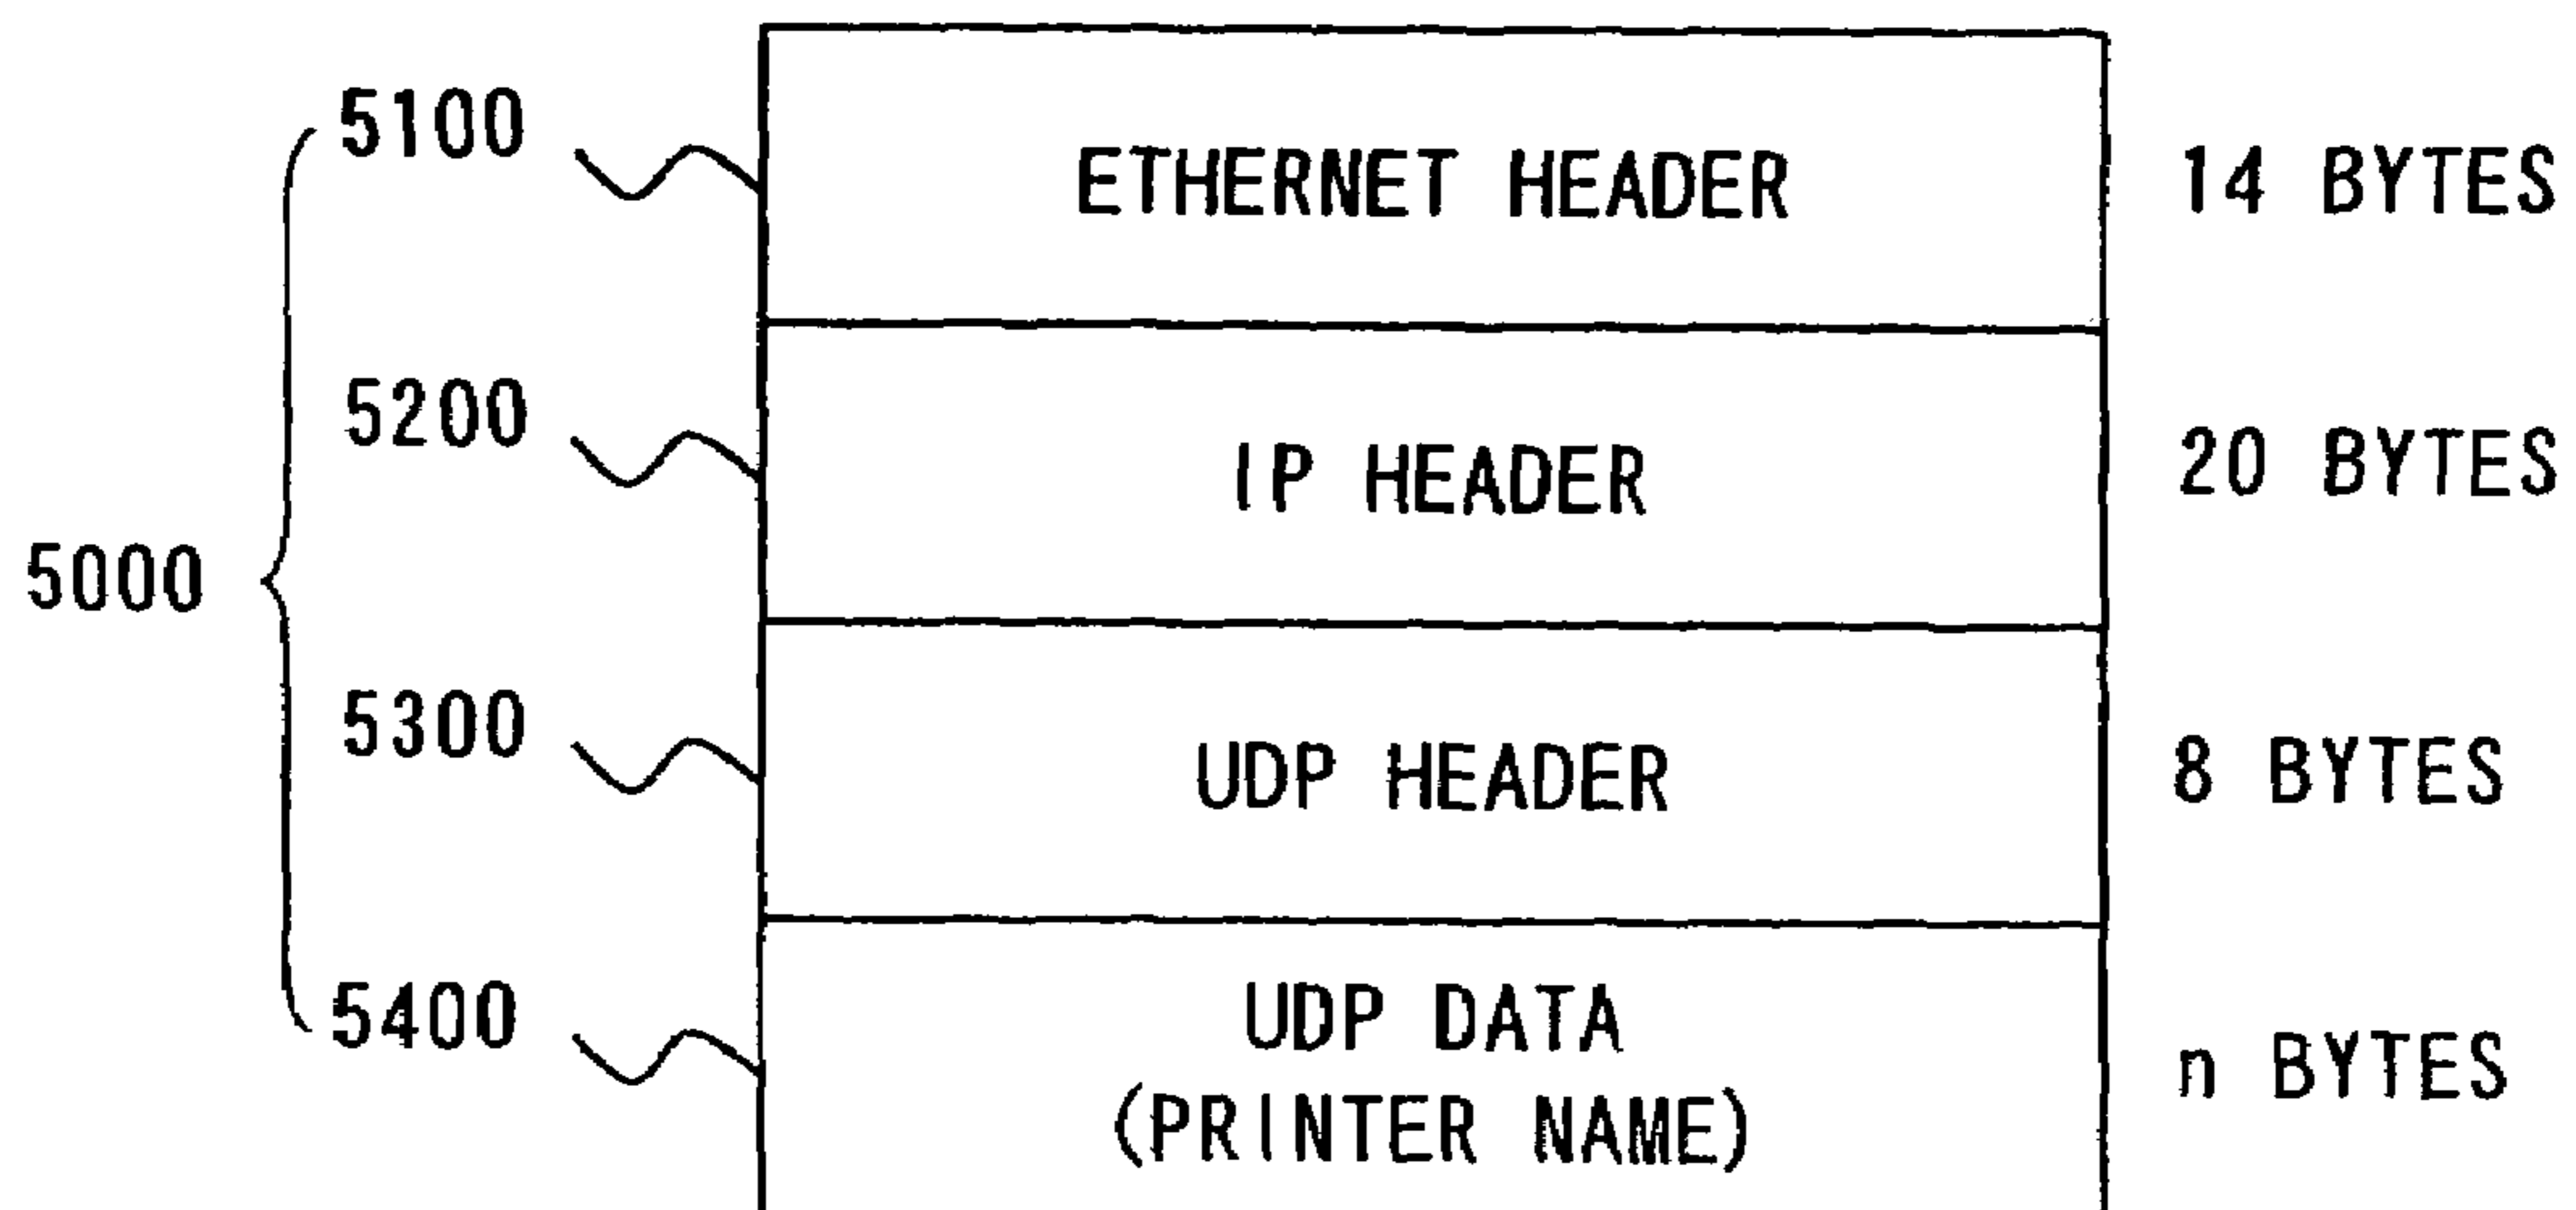 5100
ETHERNET HEADER
14 BYTES
5200
IP HEADER
20 BYTES
5000
5300
UDP HEADER
8 BYTES
5400
UDP DATA
(PRINTER NAME)
n BYTES